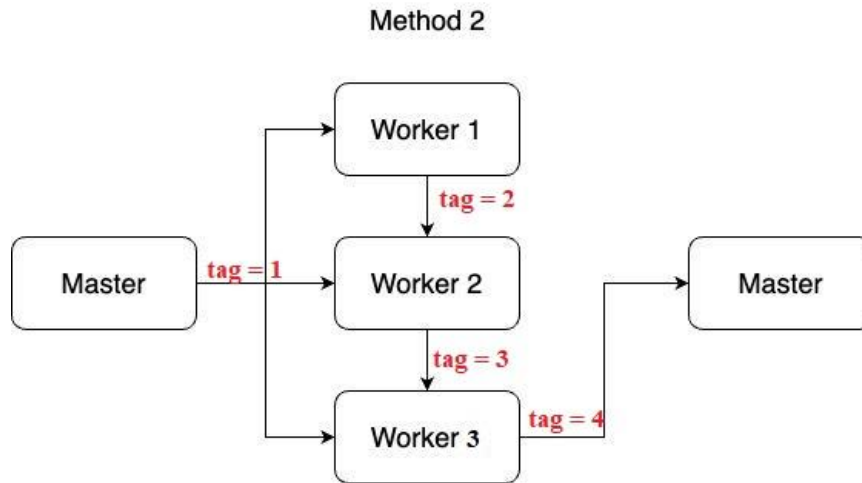 Method 2
Worker 1
tag = 2
Master
tag = 1
Worker 2
Master
tag = 3
Worker 3
tag = 4